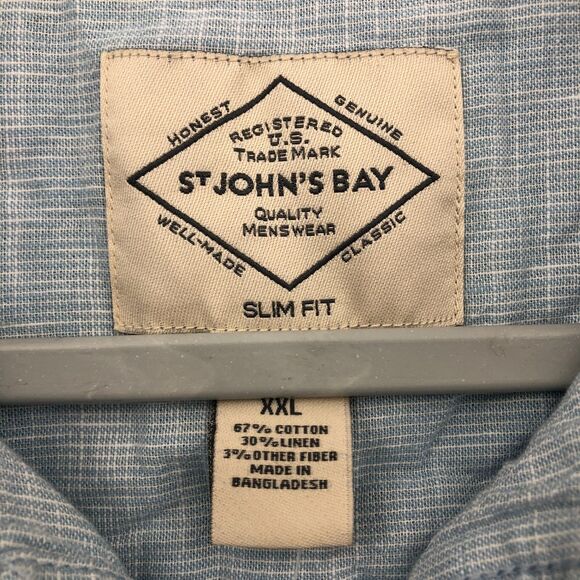 HONEST
GENUINE
REGISTERED
U.S.
TRADE MARK
ST JOHN'S BAY
QUALITY
MENSWEAR
WELL-MADE
CLASSIC
SLIM FIT
XXL
67% COTTON
30% LINEN
3% OTHER FIBER
MADE IN
BANGLADESH